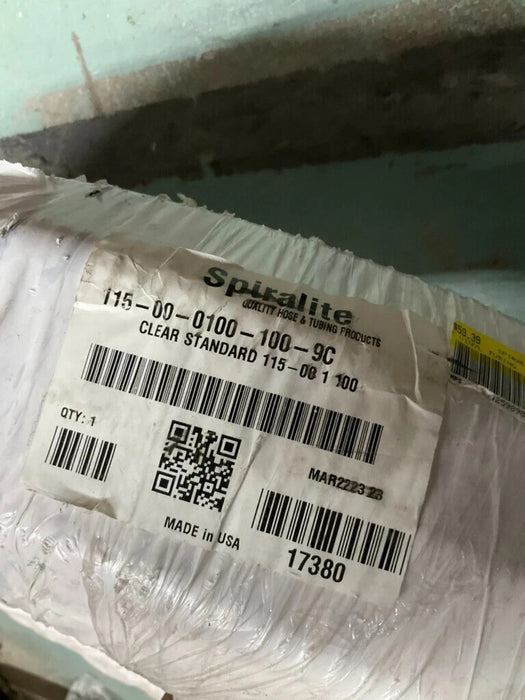 Spiralite
QUALITY HOSE & TUBING PRODUCTS
115-00-0100-100-9C
CLEAR STANDARD 115-00 1 100
QTY: 1
MAR2223 23
MADE in USA
17380